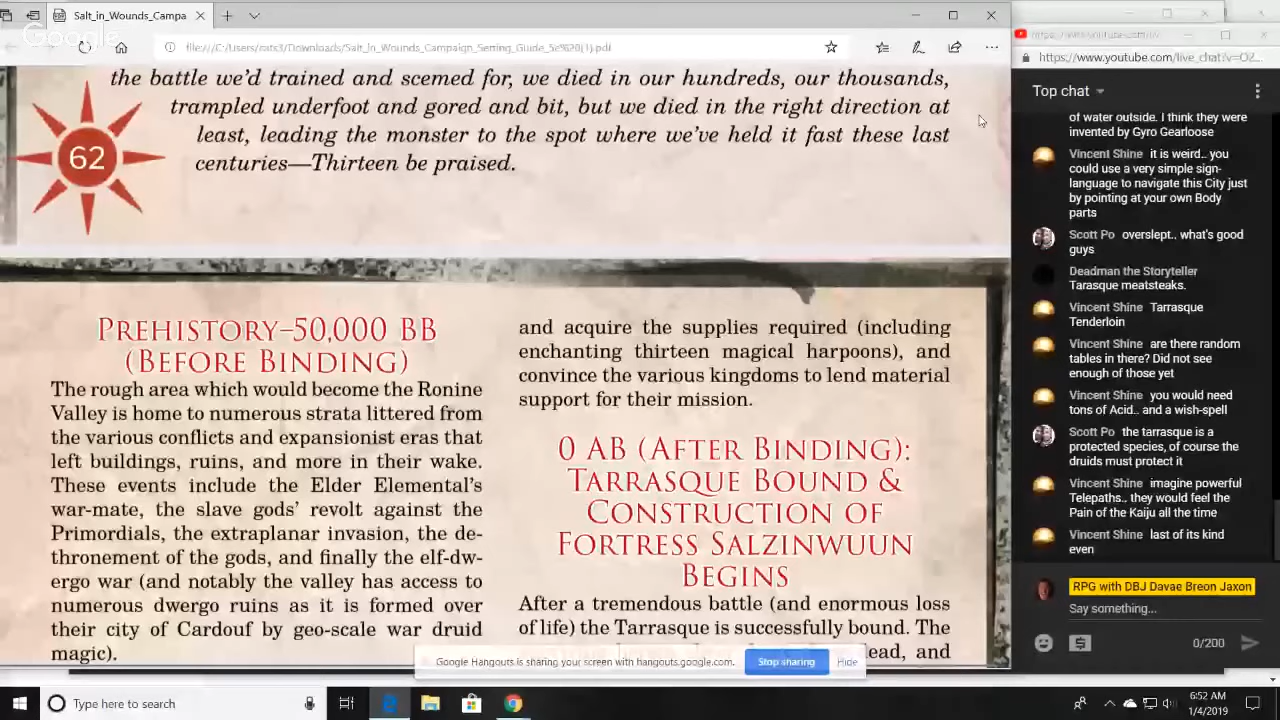 Salt_in_Wounds_Campa
Google
file:///C:/Users/
/Downloads/Salt_In_Wounds_Campaign_Setting_Guide_5e%20(1).pdf
the battle we'd trained and scemed for, we died in our hundreds, our thousands,
trampled underfoot and gored and bit, but we died in the right direction at
least, leading the monster to the spot where we've held it fast these last
centuries—Thirteen be praised.
62
Prehistory–50,000 BB
(Before Binding)
The rough area which would become the Ronine
Valley is home to numerous strata littered from
the various conflicts and expansionist eras that
left buildings, ruins, and more in their wake.
These events include the Elder Elemental's
war-mate, the slave gods' revolt against the
Primordials, the extraplanar invasion, the de-
thronement of the gods, and finally the elf-dw-
ergo war (and notably the valley has access to
numerous dwergo ruins as it is formed over
their city of Cardouf by geo-scale war druid
magic).
and acquire the supplies required (including
enchanting thirteen magical harpoons), and
convince the various kingdoms to lend material
support for their mission.
0 AB (After Binding):
Tarrasque Bound &
Construction of
Fortress Salzinwuun
Begins
After a tremendous battle (and enormous loss
of life) the Tarrasque is successfully bound. The
and
Google Hangouts is sharing your screen with hangouts.google.com.
Stop sharing
Hide
https://www.youtube.com/live_chat?v=OZ...
Top chat
of water outside. I think they were
invented by Gyro Gearloose
Vincent Shine it is weird.. you
could use a very simple sign-
language to navigate this City just
by pointing at your own Body
parts
Scott Po overslept.. what's good
guys
Deadman the Storyteller
Tarasque meatsteaks.
Vincent Shine Tarrasque
Tenderloin
Vincent Shine are there random
tables in there? Did not see
enough of those yet
Vincent Shine you would need
tons of Acid.. and a wish-spell
Scott Po the tarrasque is a
protected species, of course the
druids must protect it
Vincent Shine imagine powerful
Telepaths.. they would feel the
Pain of the Kaiju all the time
Vincent Shine last of its kind
even
RPG with DBJ Davae Breon Jaxon
Say something...
0/200
Type here to search
6:52 AM
1/4/2019